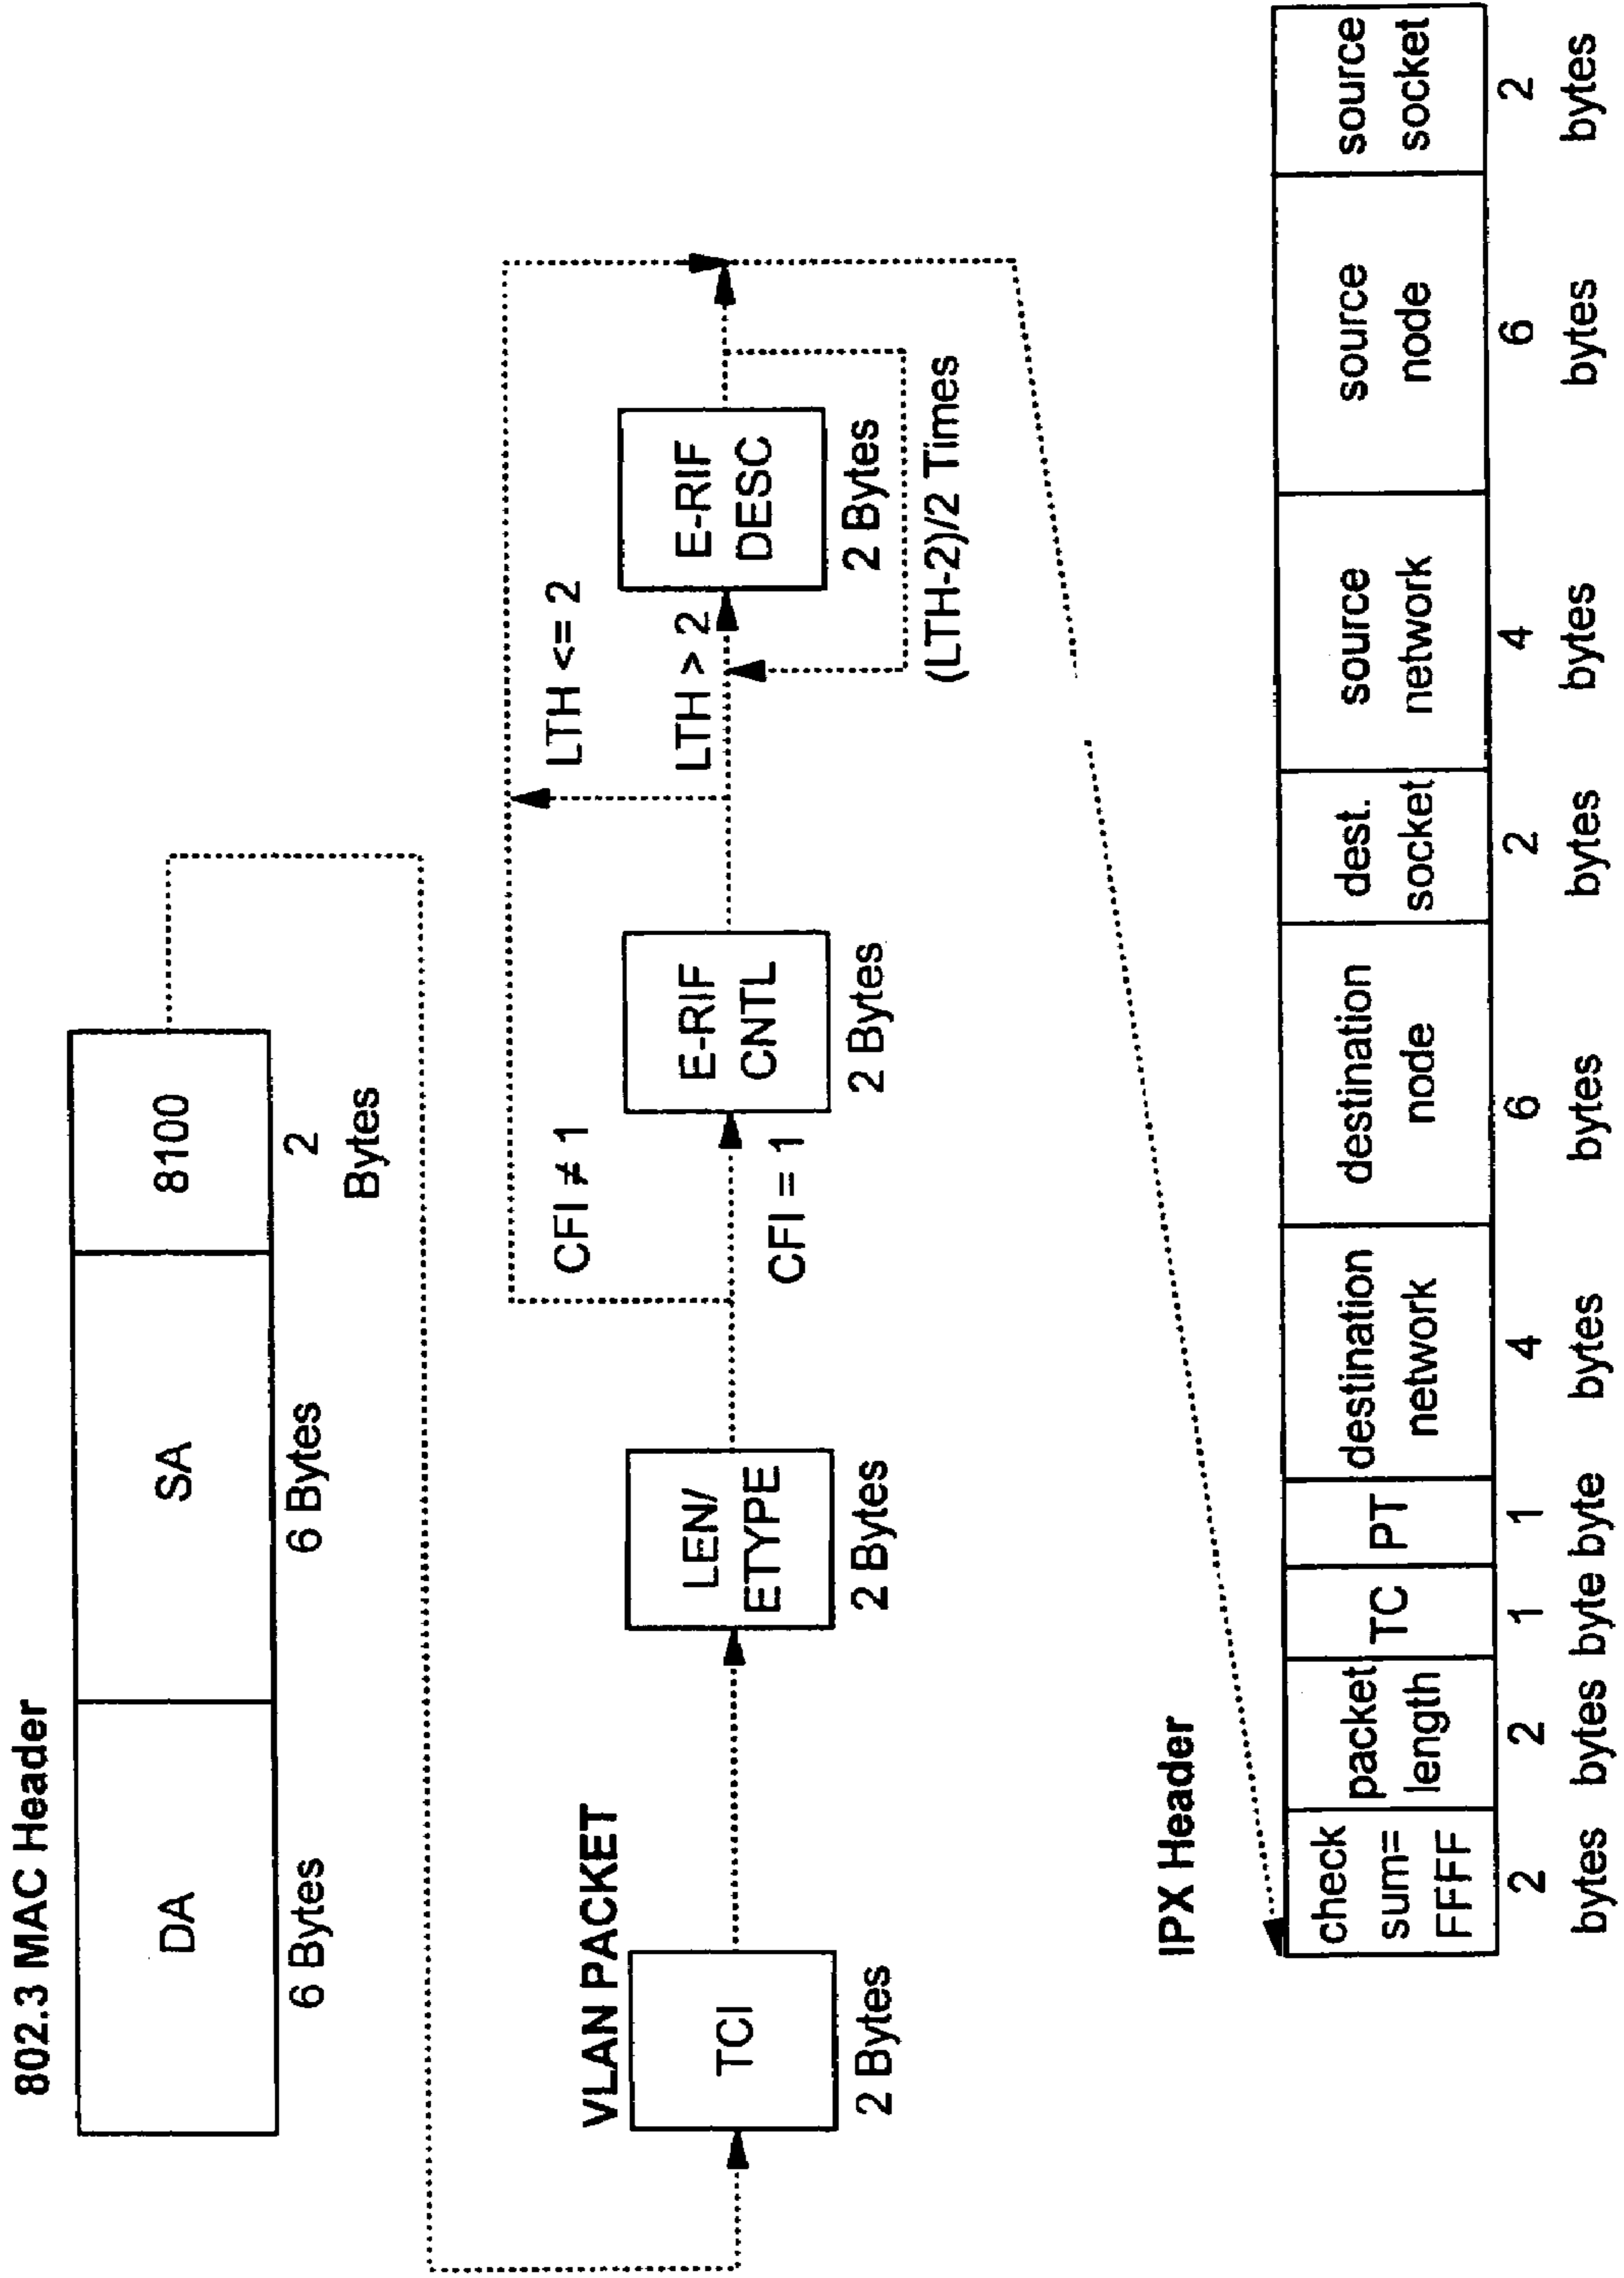 802.3 MAC Header
DA
SA
8100
6 Bytes
6 Bytes
2
Bytes
VLAN PACKET
TCI
2 Bytes
LEN/
ETYPE
2 Bytes
CFI ≠ 1
CFI = 1
E-RIF
CNTL
2 Bytes
LTH <= 2
LTH > 2
E-RIF
DESC
2 Bytes
(LTH-2)/2 Times
IPX Header
check
sum=
FFFF
packet
length
TC
PT
destination
network
destination
node
dest.
socket
source
network
source
node
source
socket
2 2 1 1 4 6 2 4 6 2
bytes bytes byte byte bytes bytes bytes bytes bytes bytes